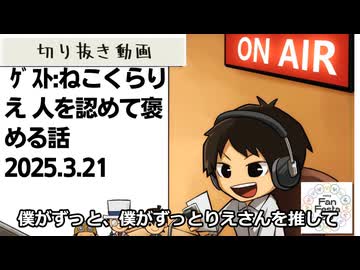 切り抜き動画
ON AIR
ｹﾞｽﾄ:ねこくらり
え 人を認めて褒
める話
2025.3.21
Fan
Festa
僕がずっと、僕がずっとりえさんを推して